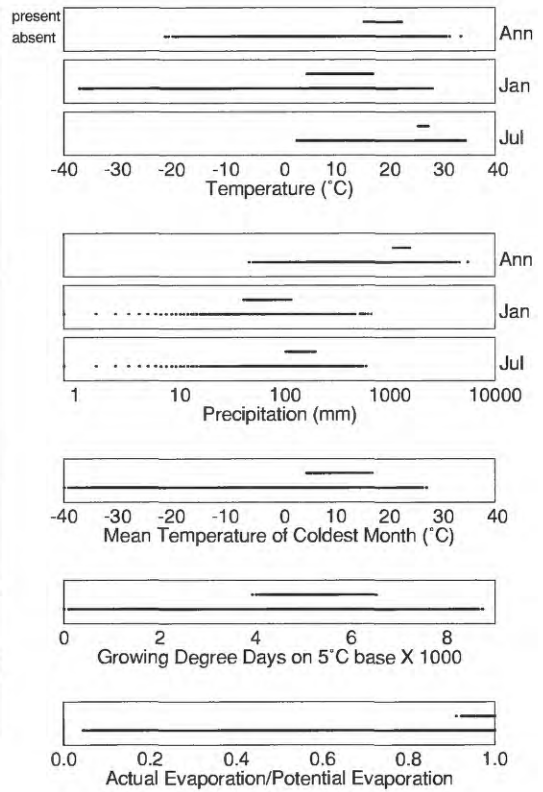 present
absent
Ann
Jan
Jul
-40 -30 -20 -10 0 10 20 30 40
Temperature (˚C)
Ann
Jan
Jul
1 10 100 1000 10000
Precipitation (mm)
-40 -30 -20 -10 0 10 20 30 40
Mean Temperature of Coldest Month (˚C)
0 2 4 6 8
Growing Degree Days on 5˚C base X 1000
0.0 0.2 0.4 0.6 0.8 1.0
Actual Evaporation/Potential Evaporation